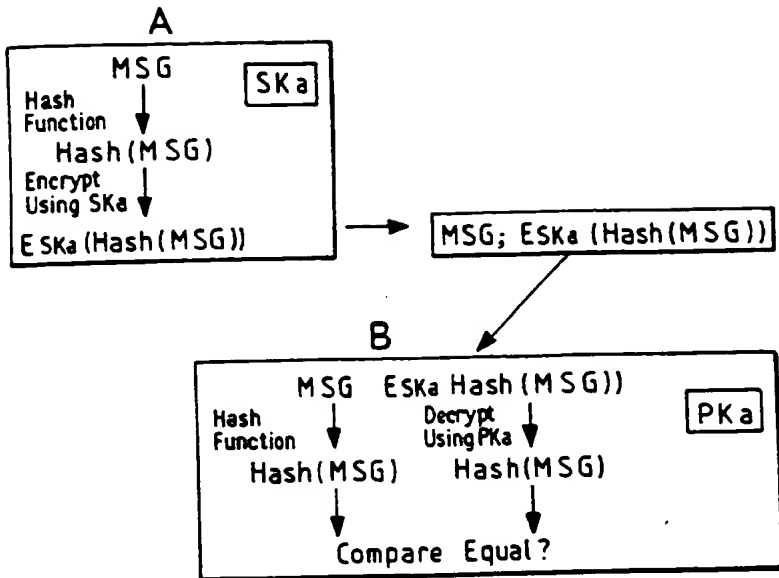 A
MSG
SKa
Hash
Function
Hash(MSG)
Encrypt
Using SKa
ESKa(Hash(MSG))
MSG; ESKa (Hash(MSG))
B
MSG ESKa Hash(MSG))
PKa
Hash
Function
Decrypt
Using PKa
Hash(MSG) Hash(MSG)
Compare Equal?